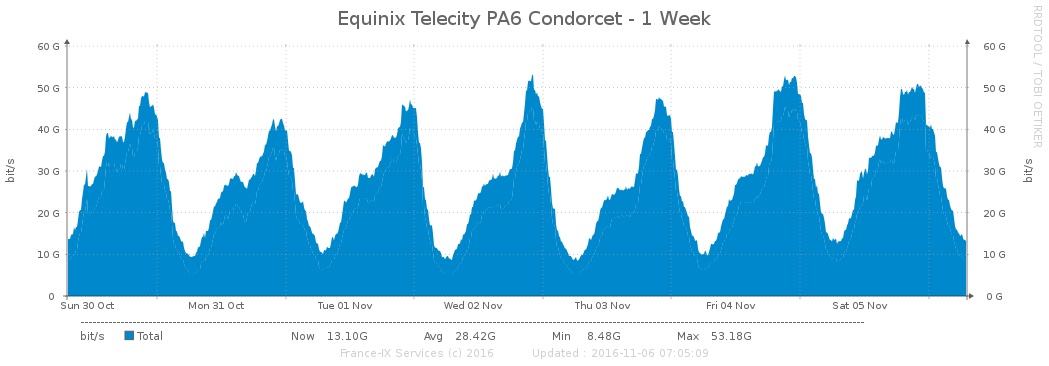 Equinix Telecity PA6 Condorcet - 1 Week
RRDTOOL / TOBI OETIKER
60 G 60 G
50 G 50 G
40 G 40 G
30 G 30 G
20 G 20 G
10 G 10 G
0 0 G
bit/s bit/s
Sun 30 Oct Mon 31 Oct Tue 01 Nov Wed 02 Nov Thu 03 Nov Fri 04 Nov Sat 05 Nov
bit/s Total Now 13.10G Avg 28.42G Min 8.48G Max 53.18G
France-IX Services (c) 2016 Updated : 2016-11-06 07:05:09